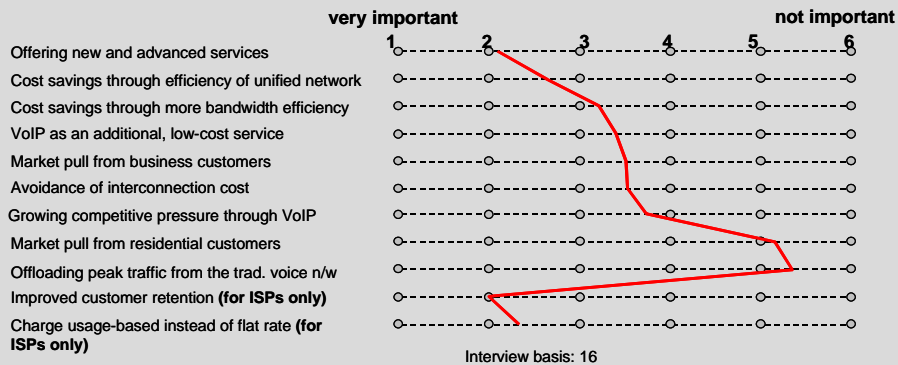 very important
not important
1 2 3 4 5 6
Offering new and advanced services
Cost savings through efficiency of unified network
Cost savings through more bandwidth efficiency
VoIP as an additional, low-cost service
Market pull from business customers
Avoidance of interconnection cost
Growing competitive pressure through VoIP
Market pull from residential customers
Offloading peak traffic from the trad. voice n/w
Improved customer retention (for ISPs only)
Charge usage-based instead of flat rate (for
ISPs only)
Interview basis: 16